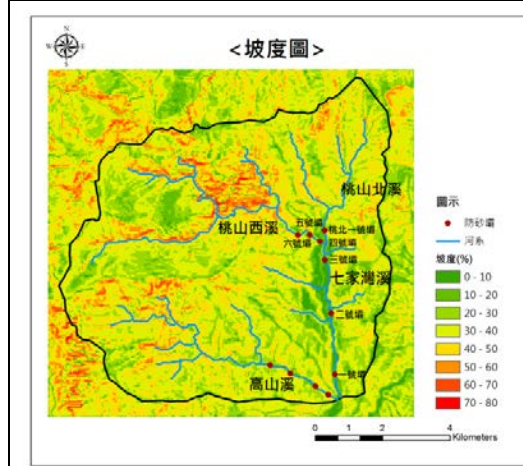 N
W
E
S
<坡度圖>
桃山北溪
五號壩
桃北一號壩
桃山西溪
四號壩
六號壩
三號壩
七家灣溪
二號壩
一號壩
高山溪
圖示
防砂壩
河系
坡度(%)
0 - 10
10 - 20
20 - 30
30 - 40
40 - 50
50 - 60
60 - 70
70 - 80
0 1 2 4
Kilometers